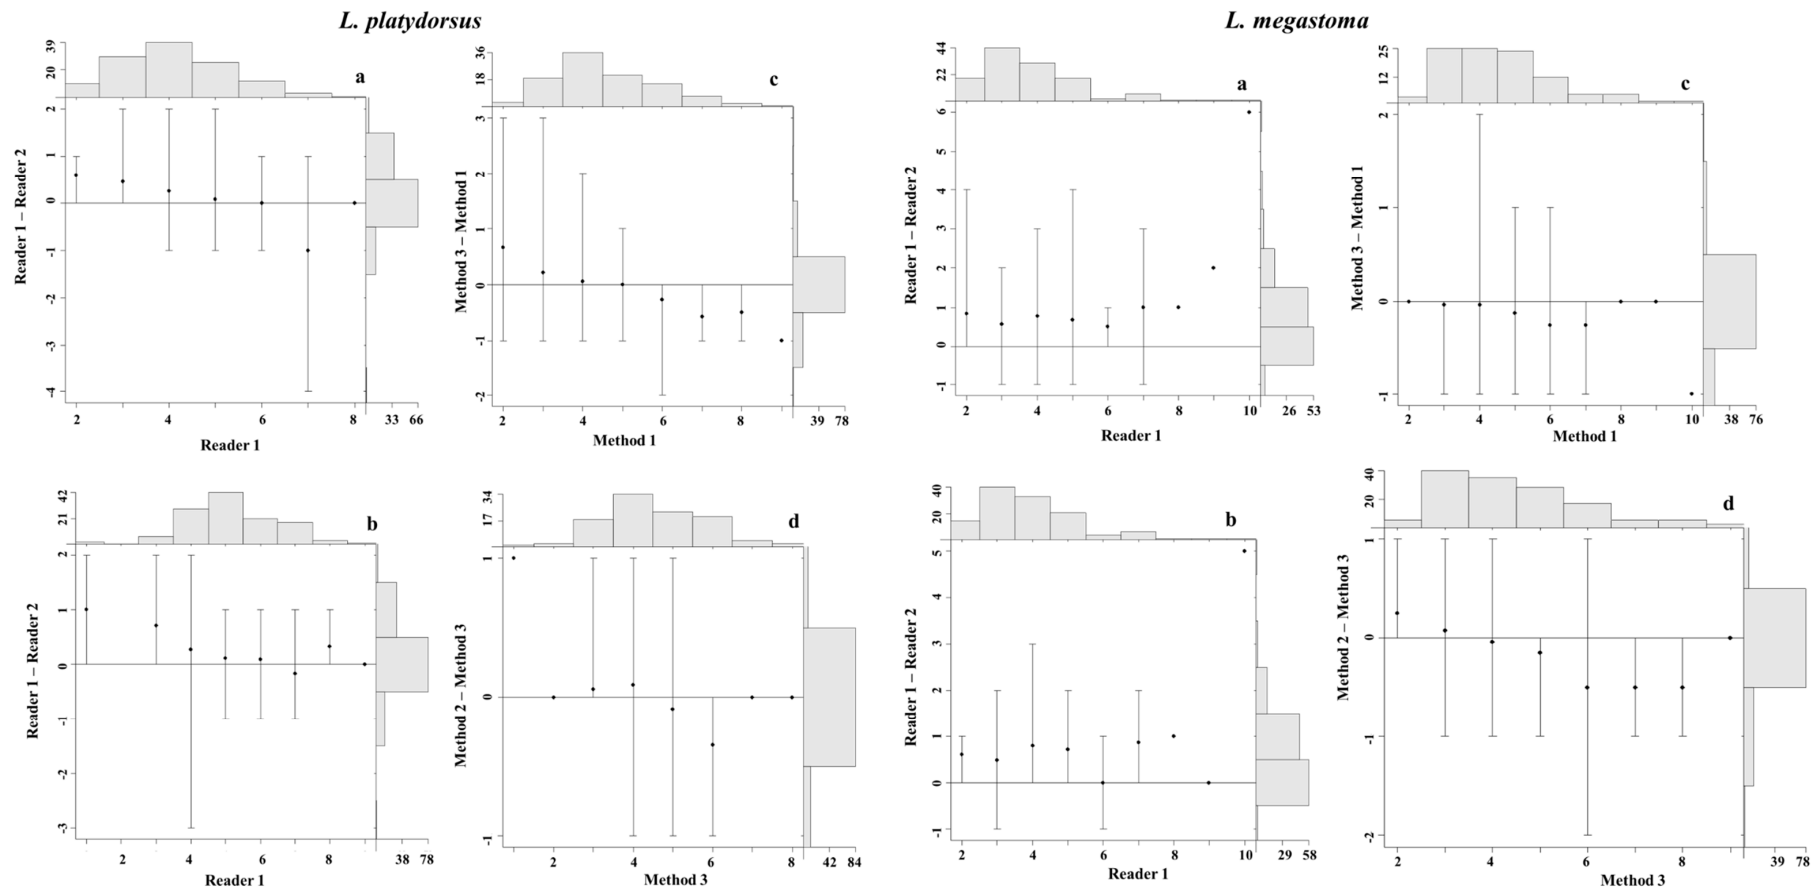 L. platydorsus
L. megastoma
39
20
a
2
1
0
-1
-2
-3
-4
Reader 1 – Reader 2
2 4 6 8 33 66
Reader 1
36
18
c
3
2
1
0
-1
-2
Method 3 – Method 1
2 4 6 8 39 78
Method 1
44
22
a
6
5
4
3
2
1
0
-1
Reader 1 – Reader 2
2 4 6 8 10 26 53
Reader 1
25
12
c
2
1
0
-1
Method 3 – Method 1
2 4 6 8 10 38 76
Method 1
42
21
b
2
1
0
-1
-2
-3
Reader 1 – Reader 2
2 4 6 8 38 78
Reader 1
34
17
d
1
0
-1
Method 2 – Method 3
2 4 6 8 42 84
Method 3
40
20
b
5
4
3
2
1
0
-1
Reader 1 – Reader 2
2 4 6 8 10 29 58
Reader 1
40
20
d
1
0
-1
-2
Method 2 – Method 3
2 4 6 8 39 78
Method 3